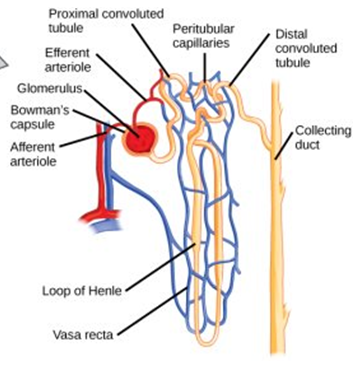 Proximal convoluted
tubule
Efferent
arteriole
Glomerulus
Bowman's
capsule
Afferent
arteriole
Peritubular
capillaries
Distal
convoluted
tubule
Collecting
duct
Loop of Henle
Vasa recta